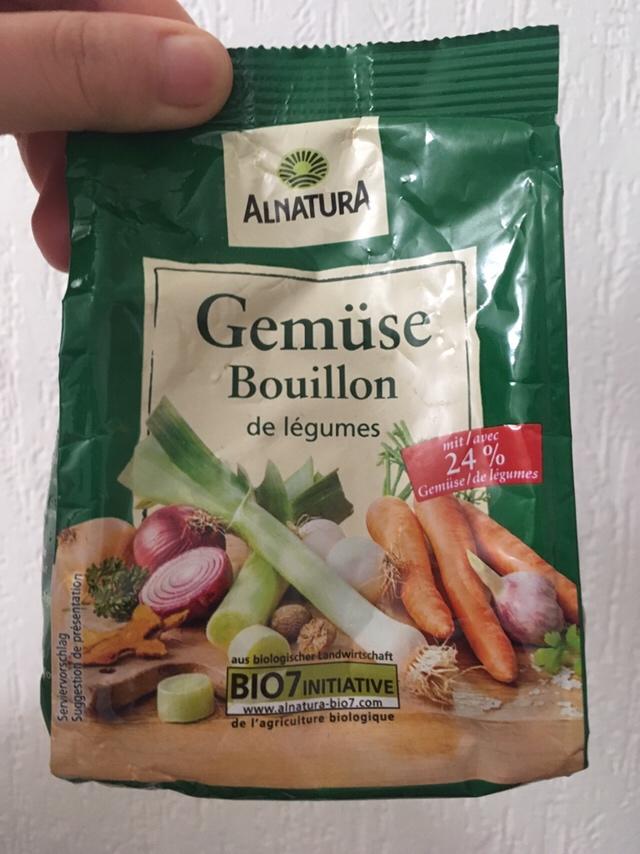 ALNATURA
Gemüse
Bouillon
de légumes
mit/avec
24 %
Gemüse/de légumes
Serviervorschlag
Suggestion de présentation
aus biologischer Landwirtschaft
BIO7 INITIATIVE
www.alnatura-bio7.com
de l'agriculture biologique